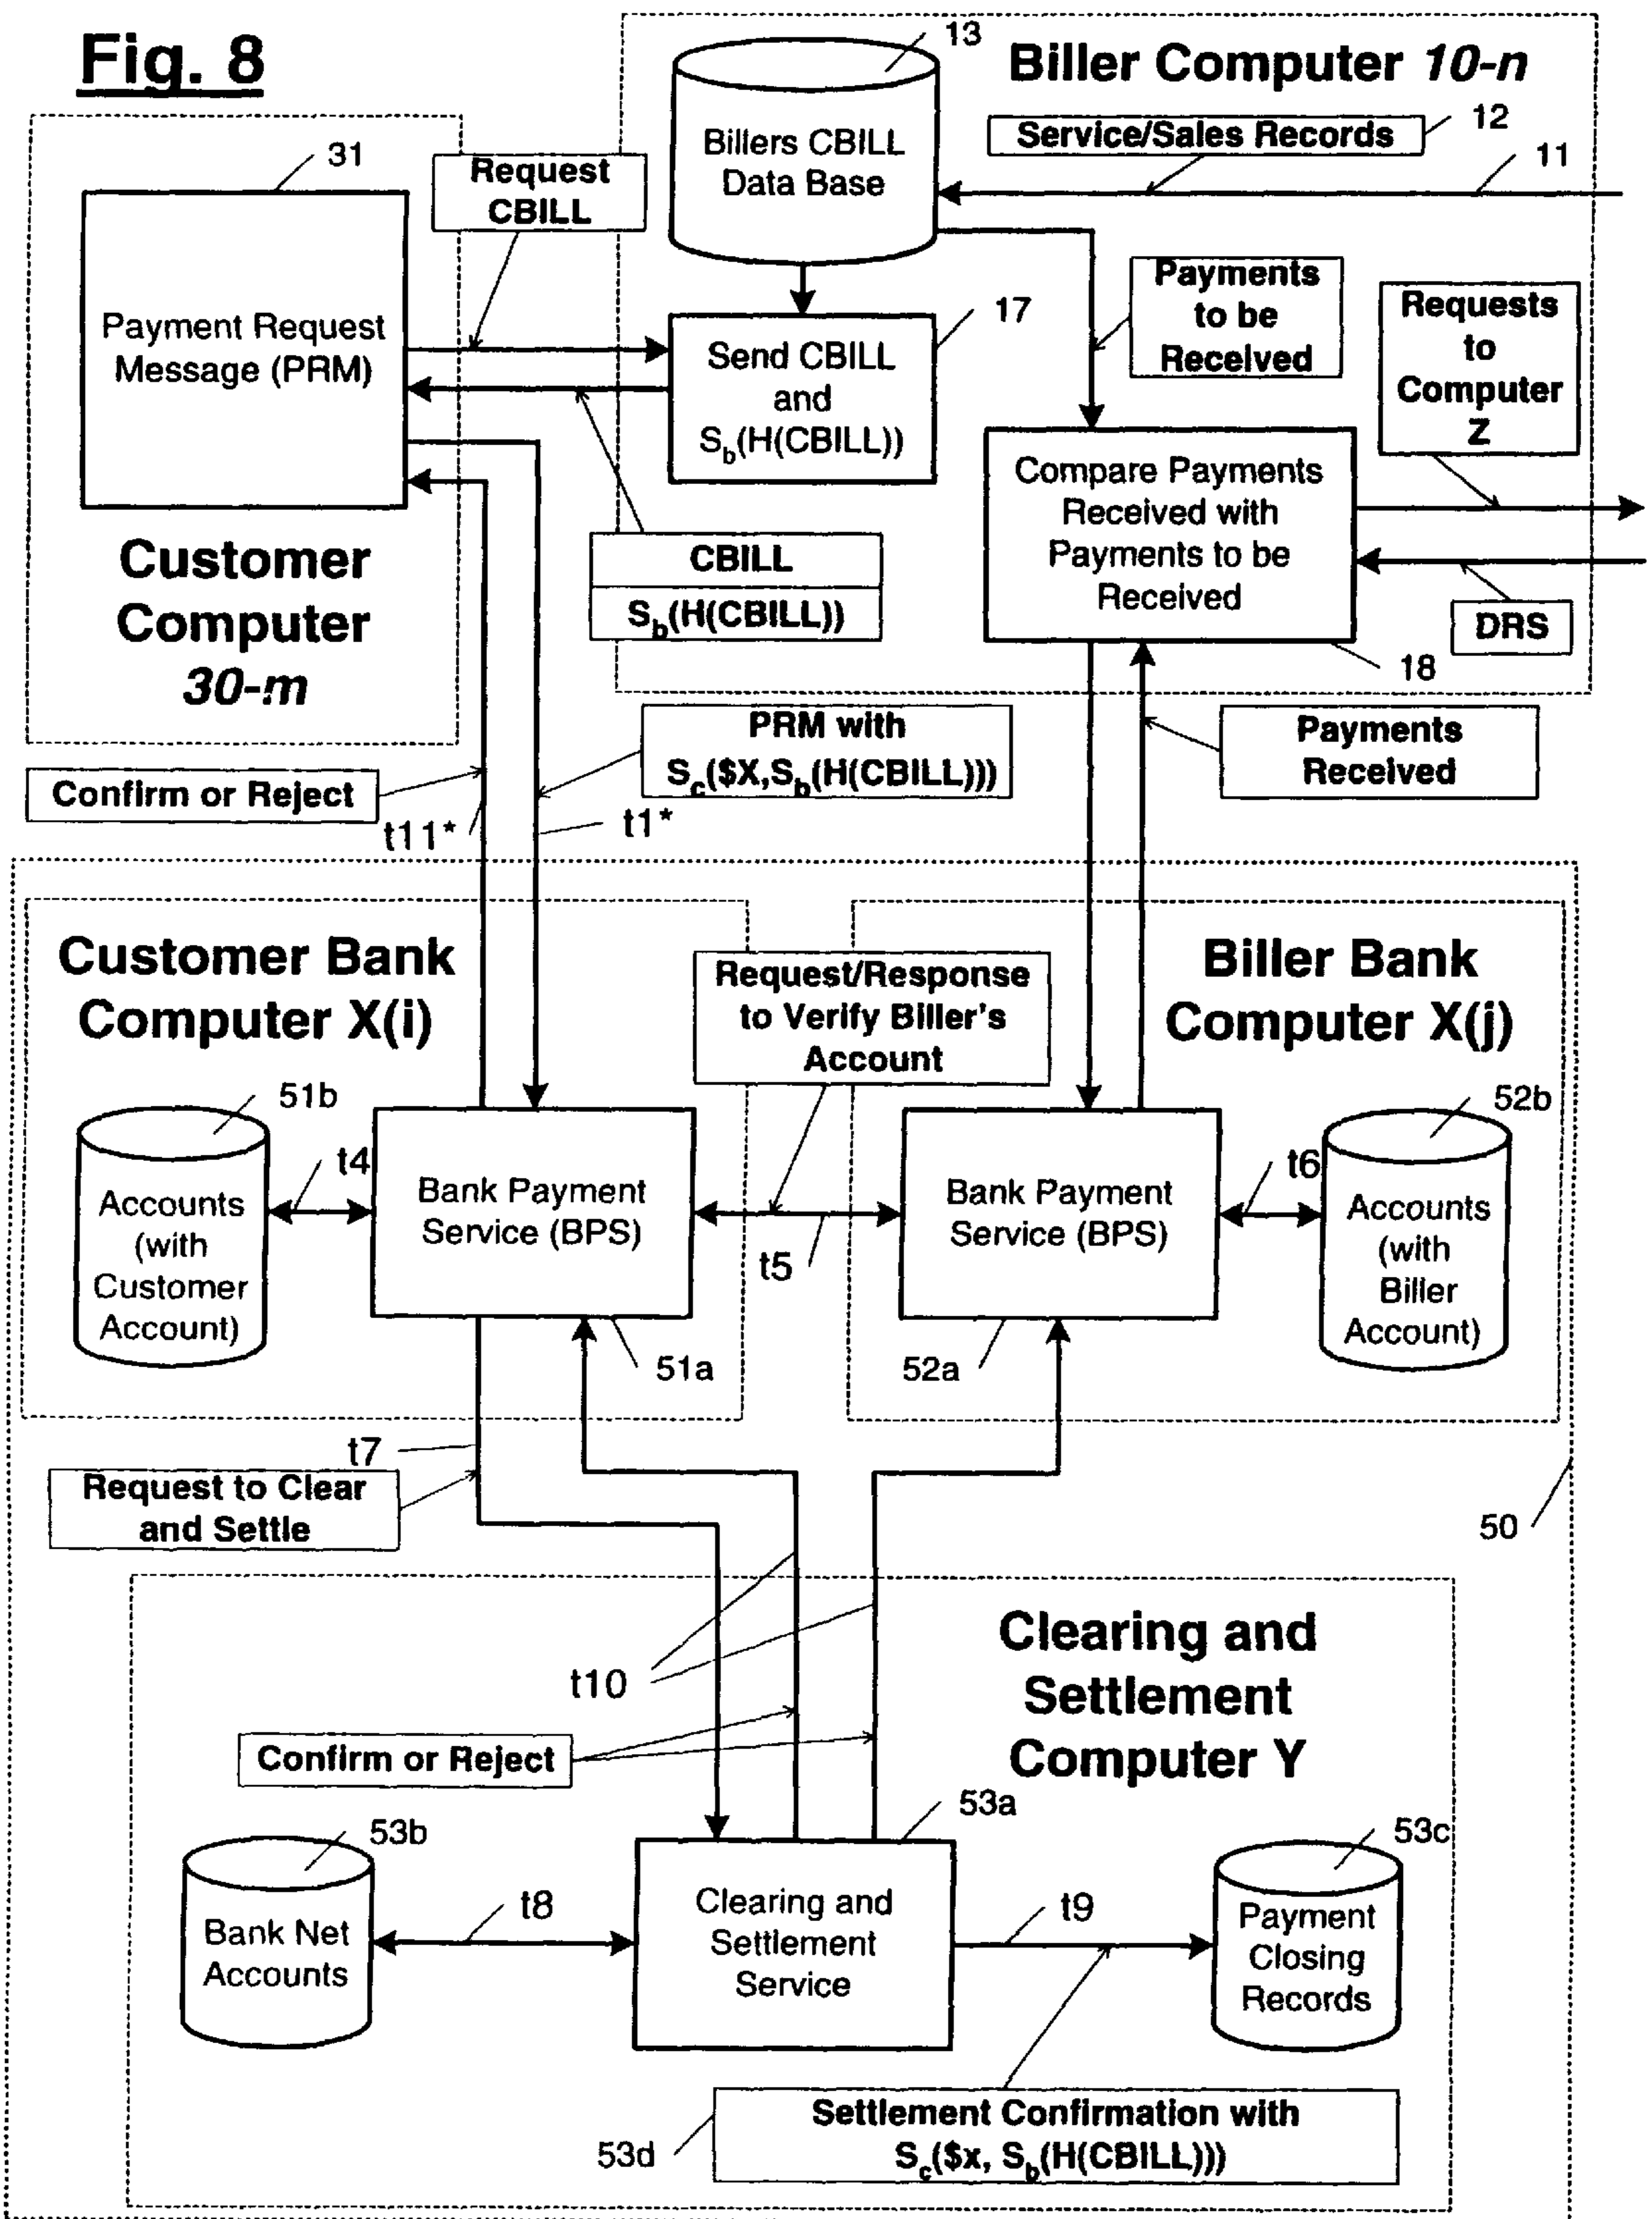 Fig. 8
13
Biller Computer 10-n
Service/Sales Records
12
11
Billers CBILL
Data Base
31
Request
CBILL
Payment Request
Message (PRM)
Payments
to be
Received
Requests
to
Computer
Z
17
Send CBILL
and
Sb(H(CBILL))
Compare Payments
Received with
Payments to be
Received
Customer
Computer
30-m
CBILL
Sb(H(CBILL))
DRS
18
PRM with
Sc($X,Sb(H(CBILL)))
Payments
Received
Confirm or Reject
t11*
t1*
Customer Bank
Computer X(i)
Request/Response
to Verify Biller's
Account
Biller Bank
Computer X(j)
51b
52b
t4
t6
Accounts
(with
Customer
Account)
Bank Payment
Service (BPS)
t5
Bank Payment
Service (BPS)
Accounts
(with
Biller
Account)
51a
52a
t7
Request to Clear
and Settle
50
Clearing and
Settlement
Computer Y
t10
Confirm or Reject
53a
53b
53c
Bank Net
Accounts
t8
Clearing and
Settlement
Service
t9
Payment
Closing
Records
Settlement Confirmation with
Sc($x, Sb(H(CBILL)))
53d